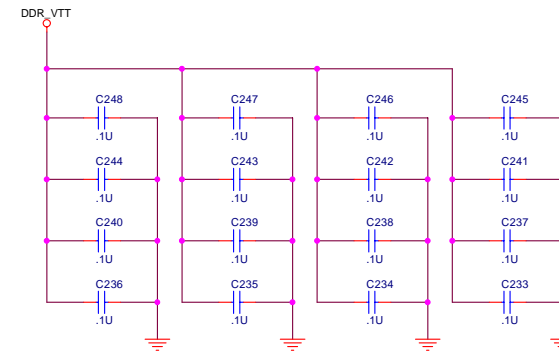 DDR_VTT
C248 C247 C246 C245
.1U .1U .1U .1U
C244 C243 C242 C241
.1U .1U .1U .1U
C240 C239 C238 C237
.1U .1U .1U .1U
C236 C235 C234 C233
.1U .1U .1U .1U